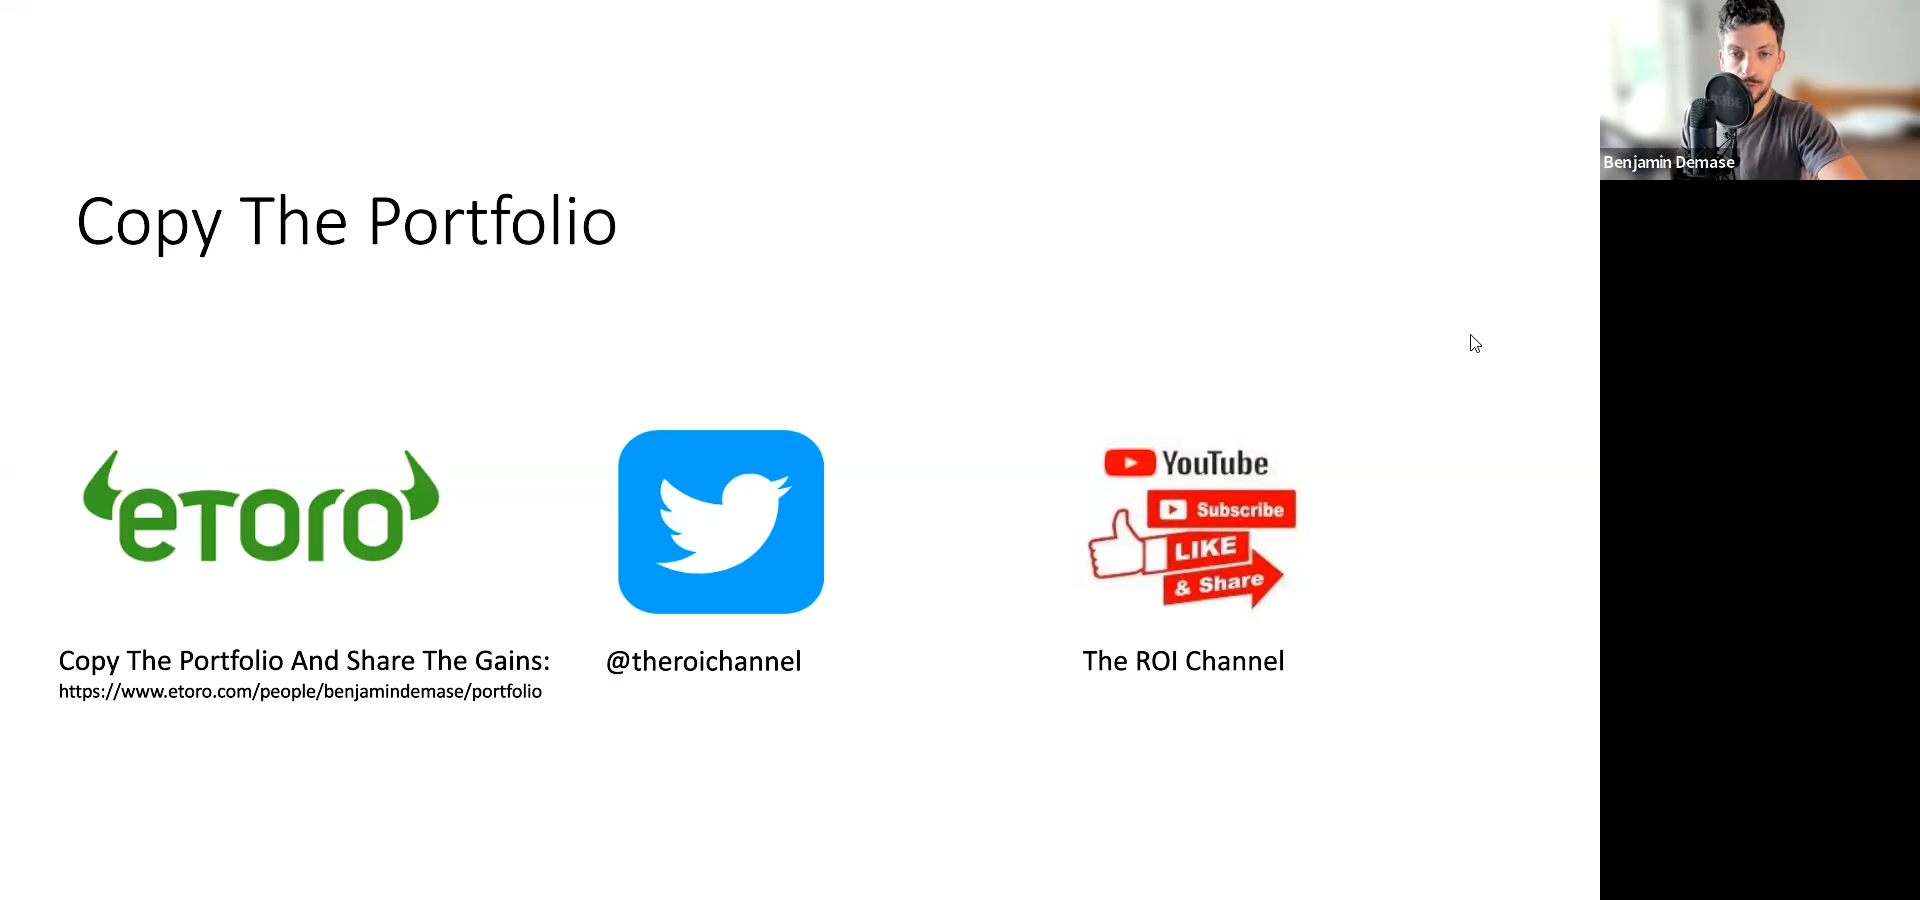 Benjamin Demase
Copy The Portfolio
etoro
YouTube
Subscribe
LIKE
& Share
Copy The Portfolio And Share The Gains:
https://www.etoro.com/people/benjamindemase/portfolio
@theroichannel
The ROI Channel
RODE